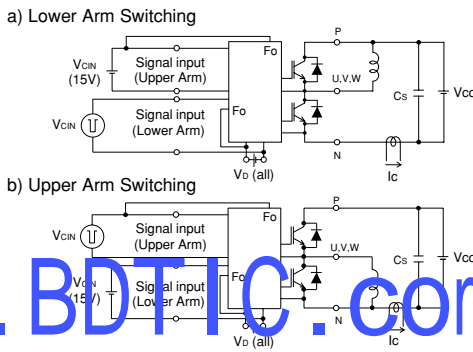 a) Lower Arm Switching
P
Fo
VCIN
(15V)
Signal input
(Upper Arm)
U,V,W
CS
Vcc
VCIN
Signal input
(Lower Arm)
Fo
N
VD (all)
Ic
b) Upper Arm Switching
P
Fo
VCIN
Signal input
(Upper Arm)
U,V,W
CS
Vcc
VCIN
(15V)
Signal input
(Lower Arm)
Fo
N
VD (all)
Ic
. BDTIC . com